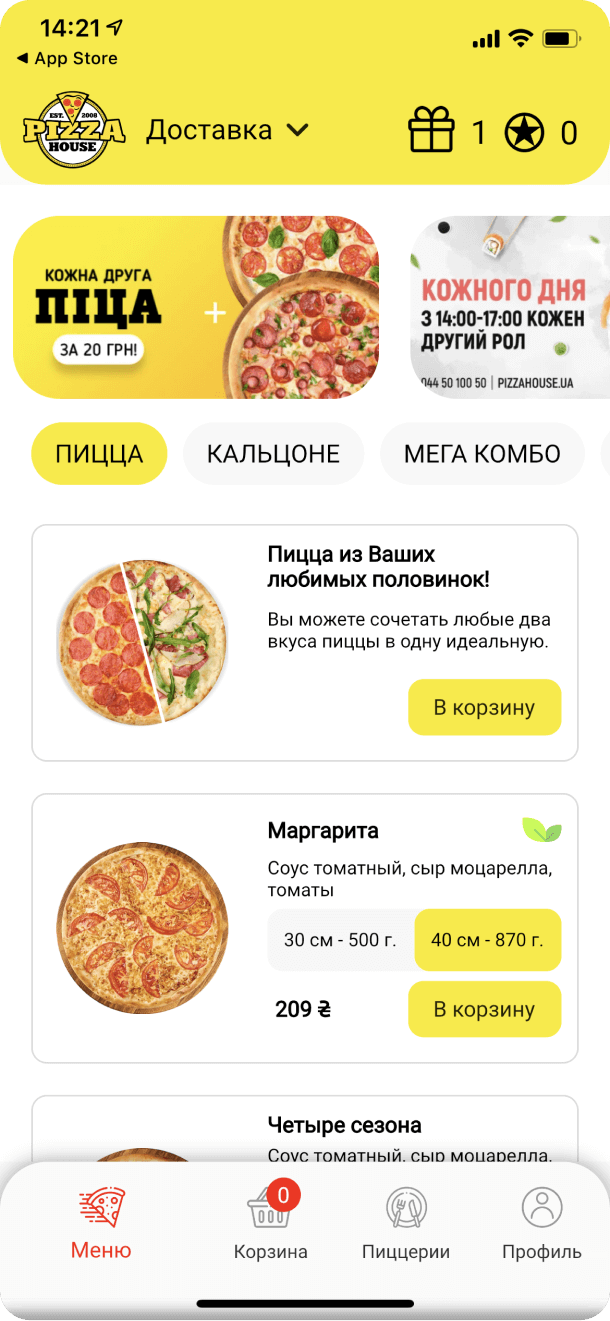 14:21
App Store
EST. 2008
PIZZA
HOUSE
Доставка
1
0
КОЖНА ДРУГА
ПІЦА
ЗА 20 ГРН!
+
КОЖНОГО ДНЯ
З 14:00-17:00 КОЖЕН
ДРУГИЙ РОЛ
044 50 100 50 | PIZZAHOUSE.UA
ПИЦЦА
КАЛЬЦОНЕ
МЕГА КОМБО
Пицца из Ваших
любимых половинок!
Вы можете сочетать любые два
вкуса пиццы в одну идеальную.
В корзину
Маргарита
Соус томатный, сыр моцарелла,
томаты
30 см - 500 г.
40 см - 870 г.
209 ₴
В корзину
Четыре сезона
Соус томатный, сыр моцарелла,
0
Меню
Корзина
Пиццерии
Профиль